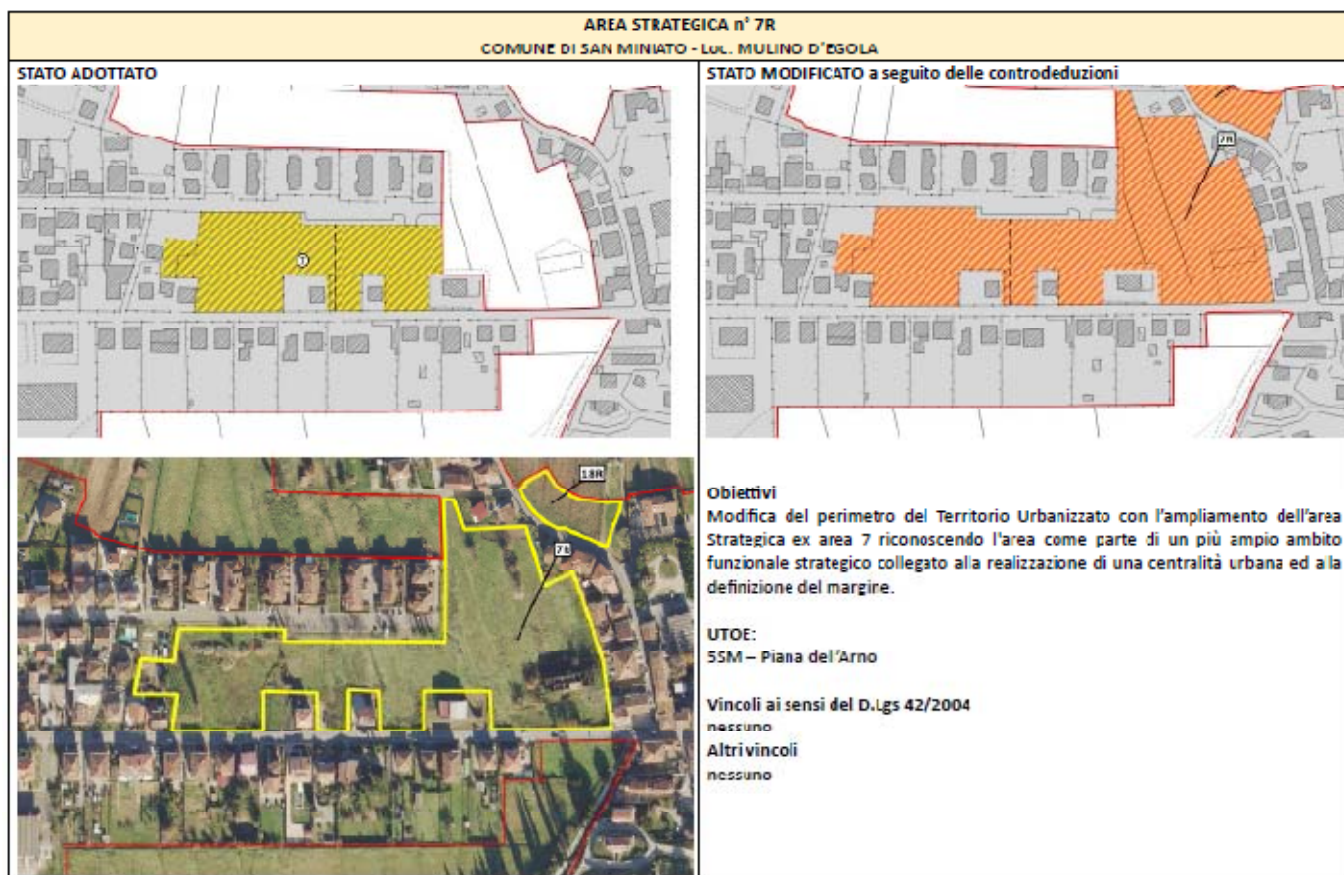 AREA STRATEGICA n° 7R
COMUNE DI SAN MINIATO - Loc. MULINO D'EGOLA
STATO ADOTTATO
STATO MODIFICATO a seguito delle controdeduzioni
7R
18R
Obiettivi
Modifica del perimetro del Territorio Urbanizzato con l'ampliamento dell'area
Strategica ex area 7 riconoscendo l'area come parte di un più ampio ambito
funzionale strategico collegato alla realizzazione di una centralità urbana ed alla
definizione del margine.
UTOE:
5SM – Piana del'Arno
Vincoli ai sensi del D.Lgs 42/2004
nessuno
Altri vincoli
nessuno